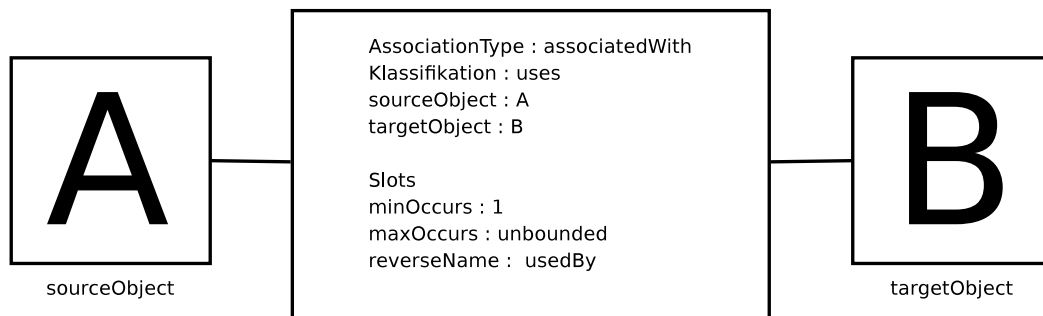 A
AssociationType : associatedWith
Klassifikation : uses
sourceObject : A
targetObject : B
Slots
minOccurs : 1
maxOccurs : unbounded
reverseName :  usedBy
B
sourceObject
targetObject